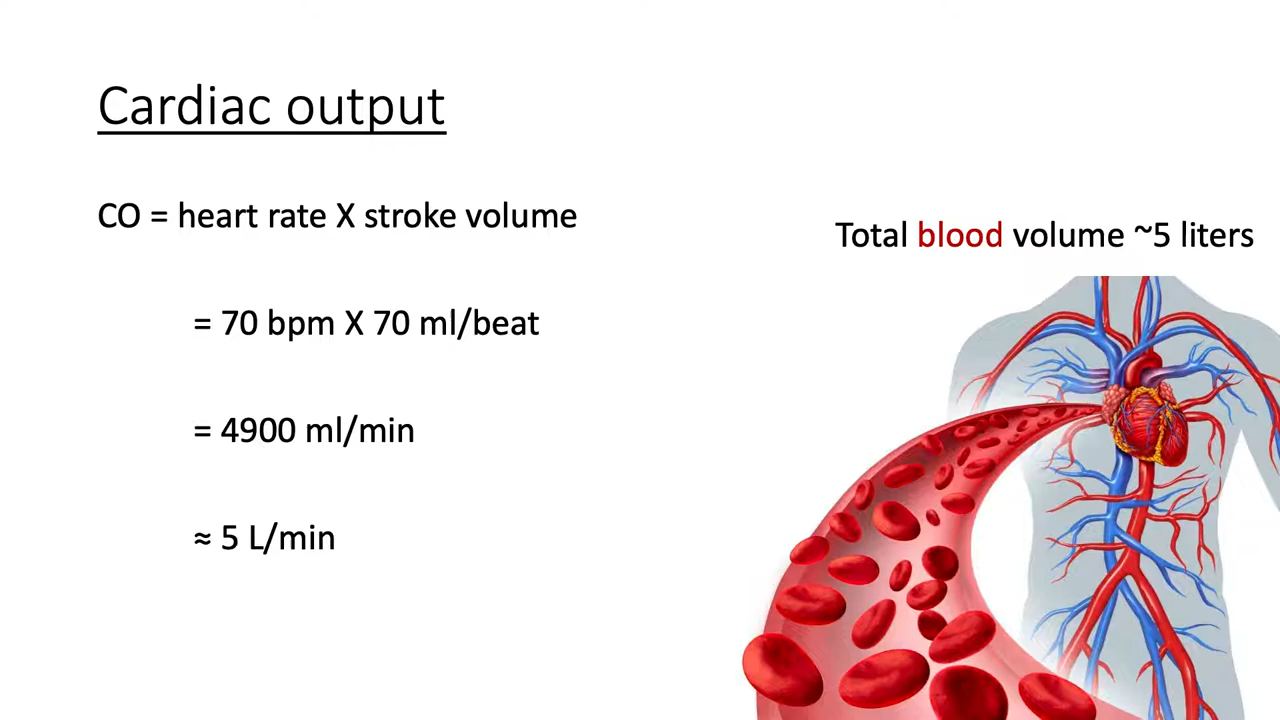 Cardiac output
CO = heart rate X stroke volume
Total blood volume ~5 liters
= 70 bpm X 70 ml/beat
= 4900 ml/min
≈ 5 L/min